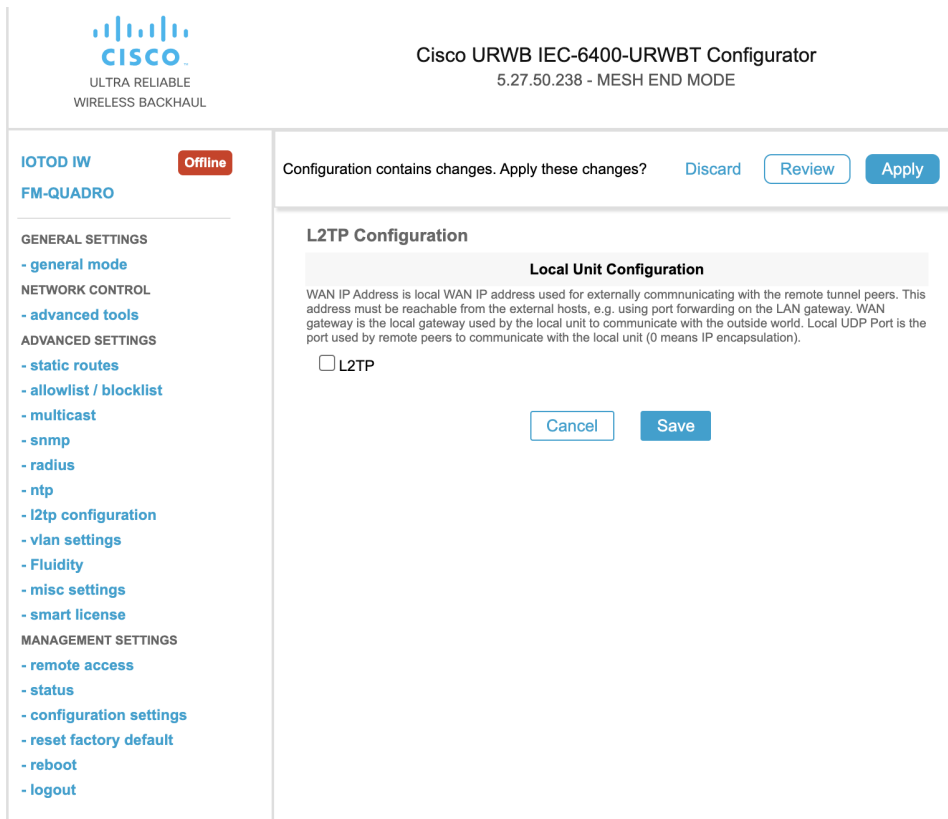 CISCO
ULTRA RELIABLE
WIRELESS BACKHAUL
Cisco URWB IEC-6400-URWBT Configurator
5.27.50.238 - MESH END MODE
IOTOD IW
Offline
FM-QUADRO
GENERAL SETTINGS
- general mode
NETWORK CONTROL
- advanced tools
ADVANCED SETTINGS
- static routes
- allowlist / blocklist
- multicast
- snmp
- radius
- ntp
- l2tp configuration
- vlan settings
- Fluidity
- misc settings
- smart license
MANAGEMENT SETTINGS
- remote access
- status
- configuration settings
- reset factory default
- reboot
- logout
Configuration contains changes. Apply these changes?
Discard
Review
Apply
L2TP Configuration
Local Unit Configuration
WAN IP Address is local WAN IP address used for externally commnunicating with the remote tunnel peers. This
address must be reachable from the external hosts, e.g. using port forwarding on the LAN gateway. WAN
gateway is the local gateway used by the local unit to communicate with the outside world. Local UDP Port is the
port used by remote peers to communicate with the local unit (0 means IP encapsulation).
L2TP
Cancel
Save